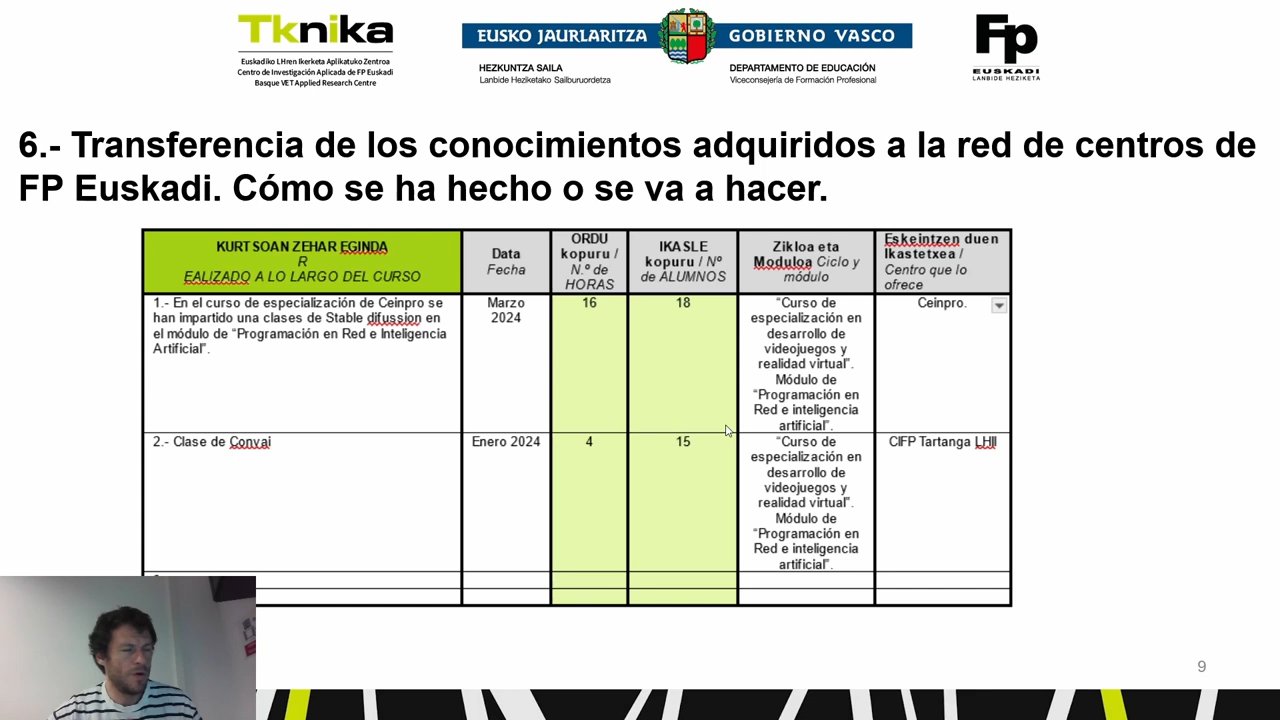 Tknika
Euskadiko LHren Ikerketa Aplikatuko Zentroa
Centro de Investigación Aplicada de FP Euskadi
Basque VET Applied Research Centre
EUSKO JAURLARITZA
GOBIERNO VASCO
HEZKUNTZA SAILA
Lanbide Heziketako Sailburuordetza
DEPARTAMENTO DE EDUCACIÓN
Viceconsejería de Formación Profesional
Fp
EUSKADI
LANBIDE HEZIKETA
6.- Transferencia de los conocimientos adquiridos a la red de centros de
FP Euskadi. Cómo se ha hecho o se va a hacer.
KURTSOAN ZEHAR EGINDA
R
EALIZADO A LO LARGO DEL CURSO
Data
Fecha
ORDU
kopuru /
N.º de
HORAS
IKASLE
kopuru / Nº
de ALUMNOS
Zikloa eta
Moduloa Ciclo y
módulo
Eskeintzen duen
Ikastetxea /
Centro que lo
ofrece
1.- En el curso de especialización de Ceinpro se
han impartido una clases de Stable difussion en
el módulo de “Programación en Red e Inteligencia
Artificial”.
Marzo
2024
16
18
“Curso de
especialización en
desarrollo de
videojuegos y
realidad virtual”.
Módulo de
“Programación en
Red e inteligencia
artificial”.
Ceinpro.
2.- Clase de Convai
Enero 2024
4
15
“Curso de
especialización en
desarrollo de
videojuegos y
realidad virtual”.
Módulo de
“Programación en
Red e inteligencia
artificial”.
CIFP Tartanga LHII
9